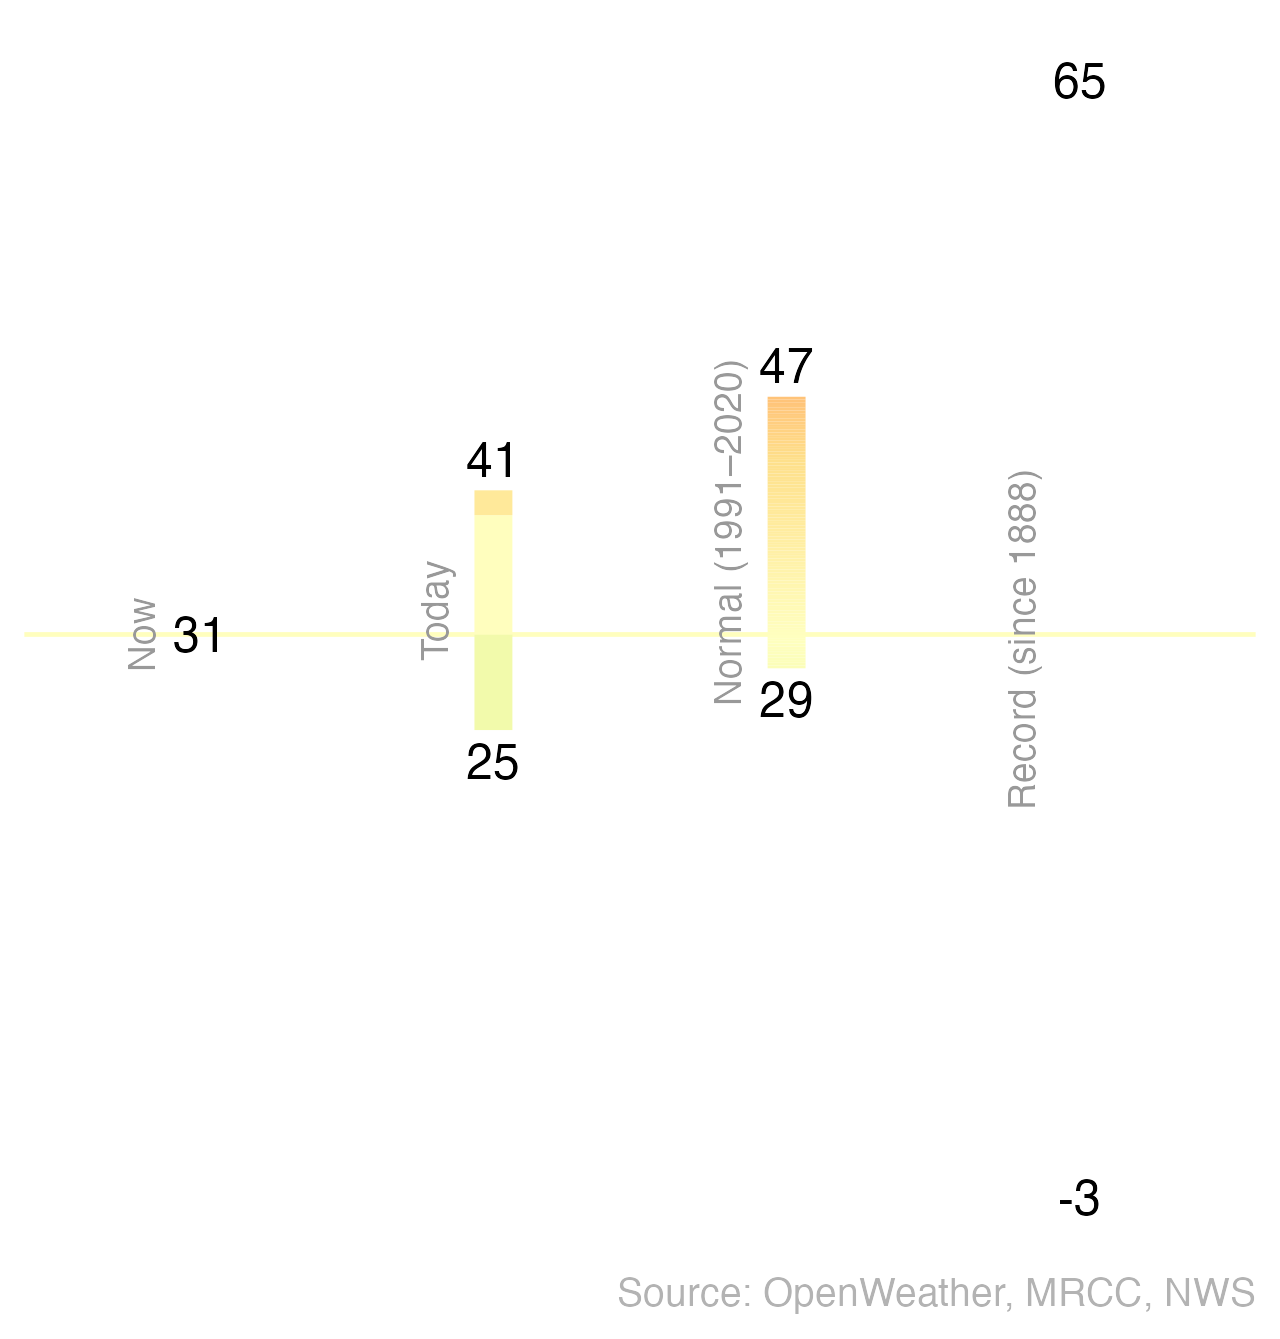 Now
31
Today
41
25
Normal (1991–2020)
47
29
Record (since 1888)
65
-3
Source: OpenWeather, MRCC, NWS